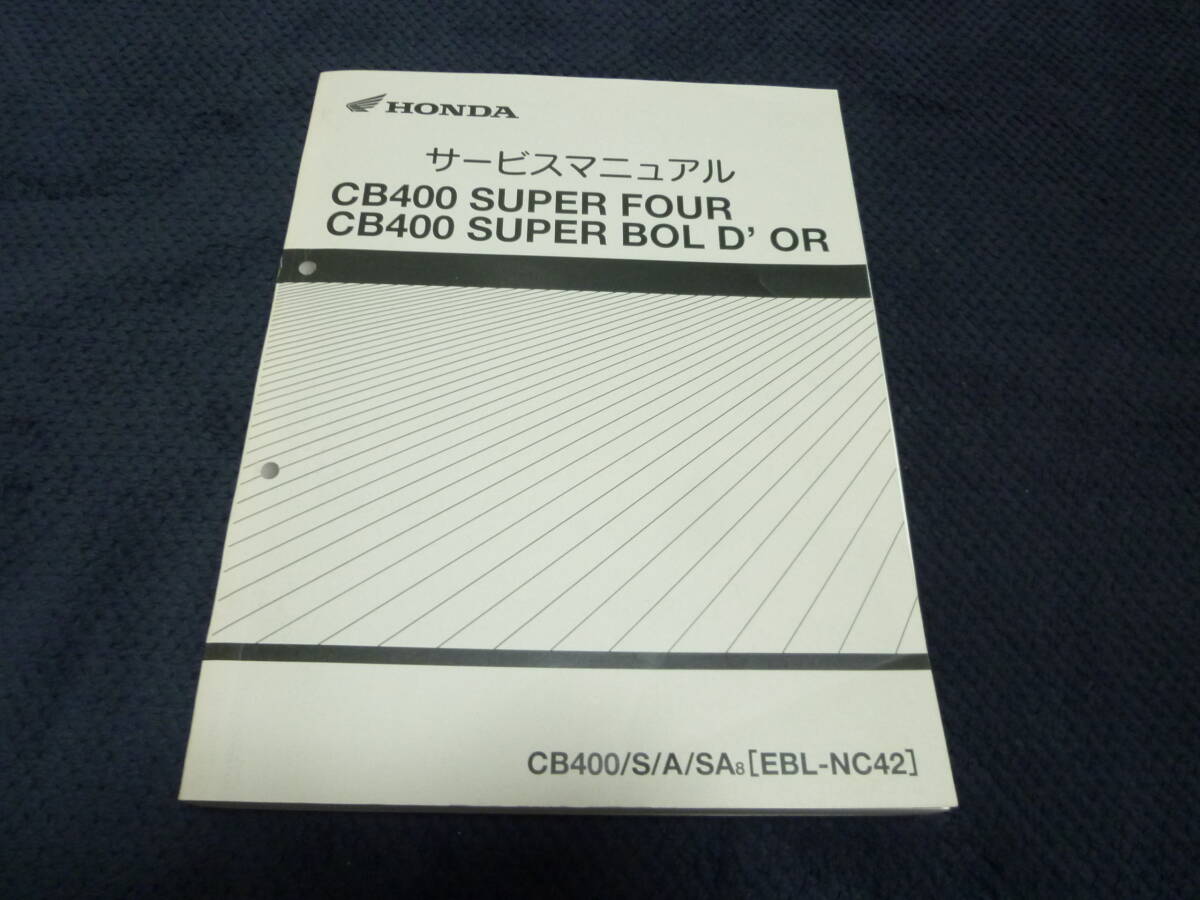 HONDA
サービスマニュアル
CB400 SUPER FOUR
CB400 SUPER BOL D' OR
CB400/S/A/SA8[EBL-NC42]